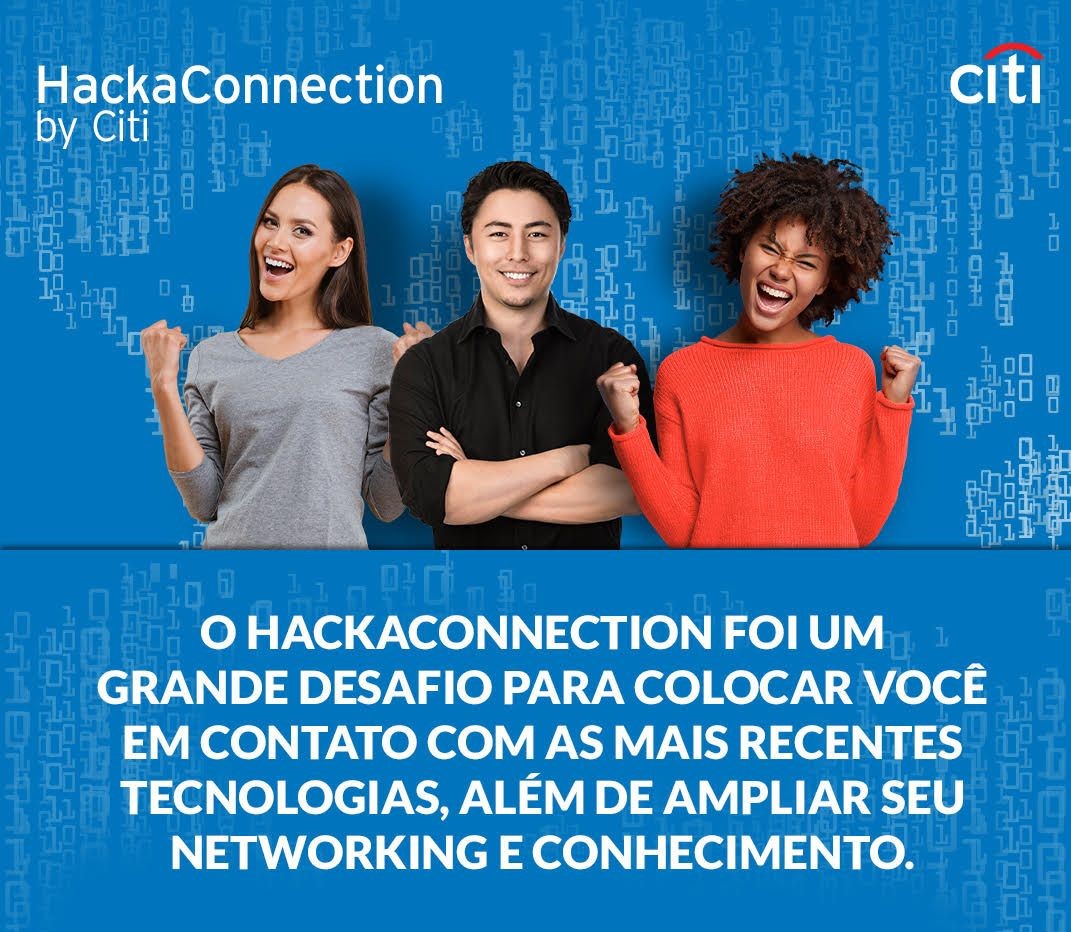 HackaConnection
by Citi
citi
O HACKACONNECTION FOI UM
GRANDE DESAFIO PARA COLOCAR VOCÊ
EM CONTATO COM AS MAIS RECENTES
TECNOLOGIAS, ALÉM DE AMPLIAR SEU
NETWORKING E CONHECIMENTO.